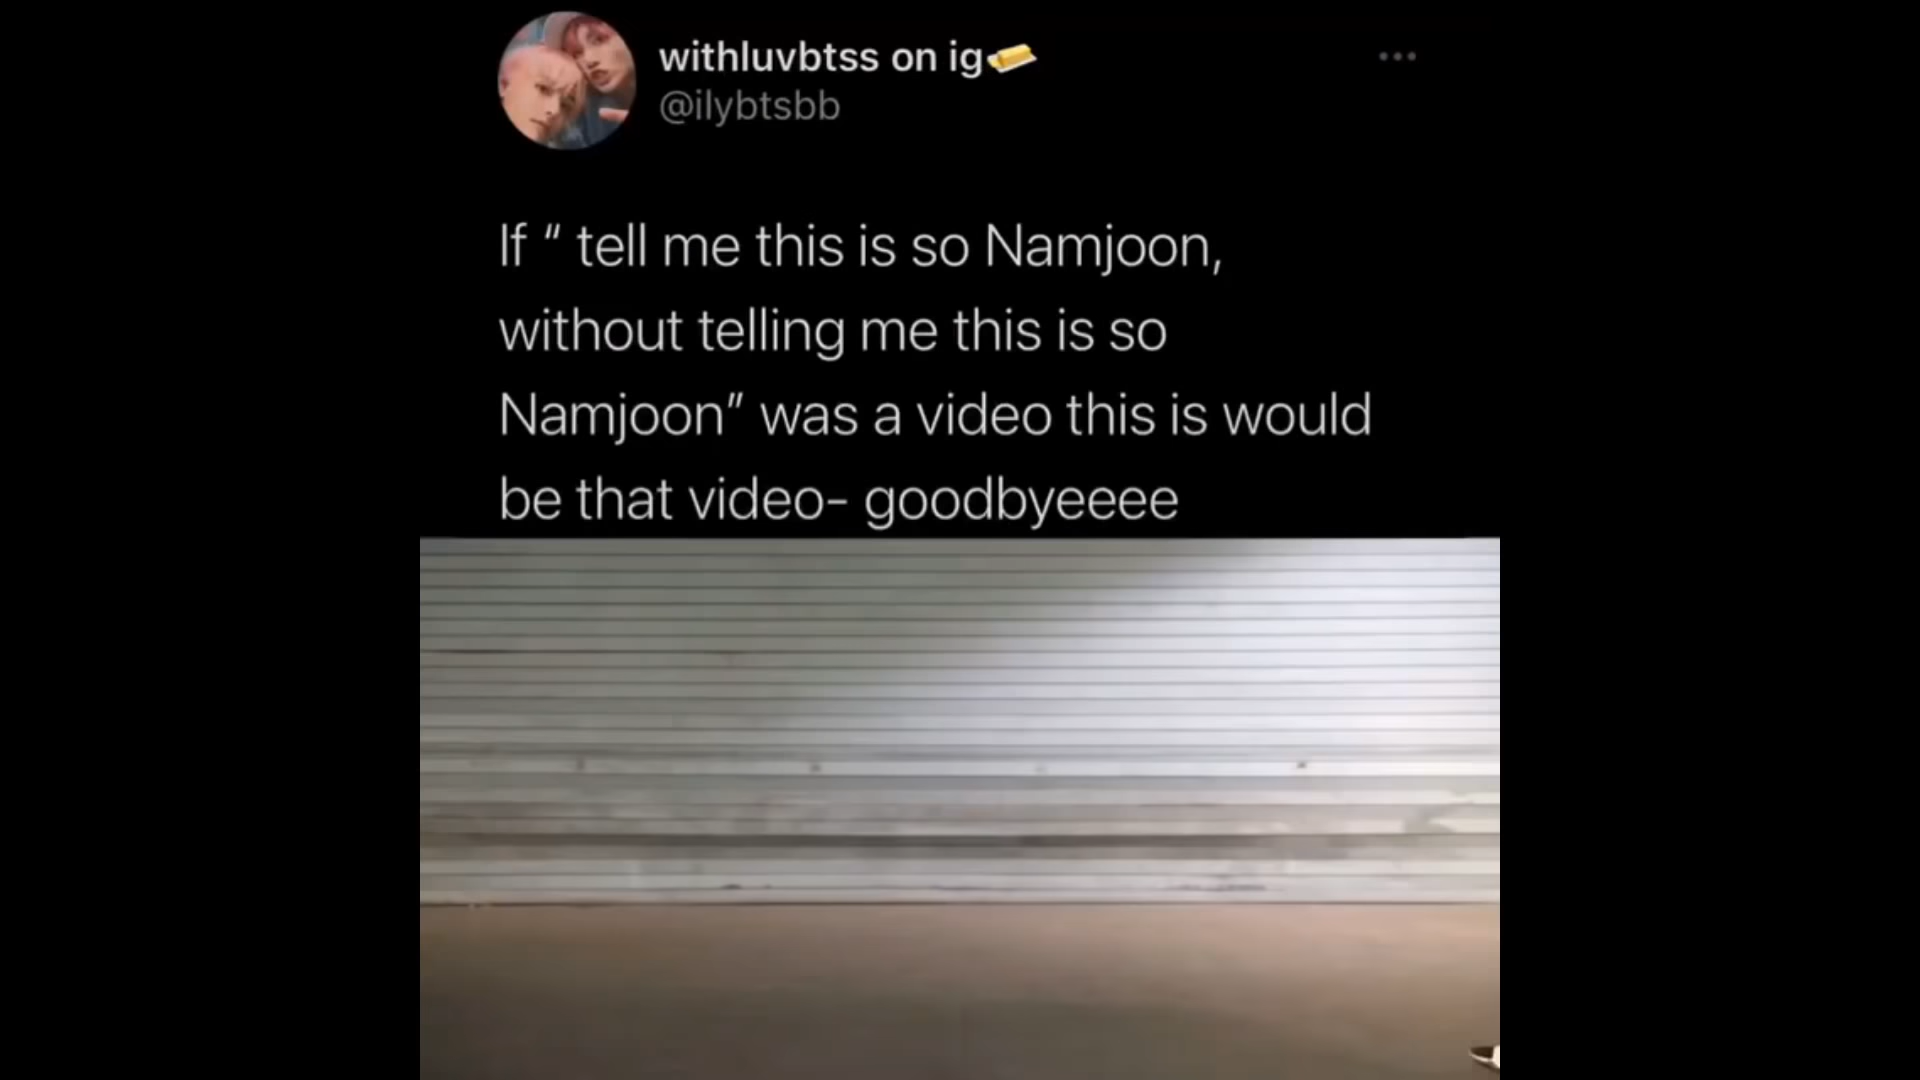 withluvbtss on ig🧈
@ilybtsbb
If “ tell me this is so Namjoon,
without telling me this is so
Namjoon” was a video this is would
be that video- goodbyeeee